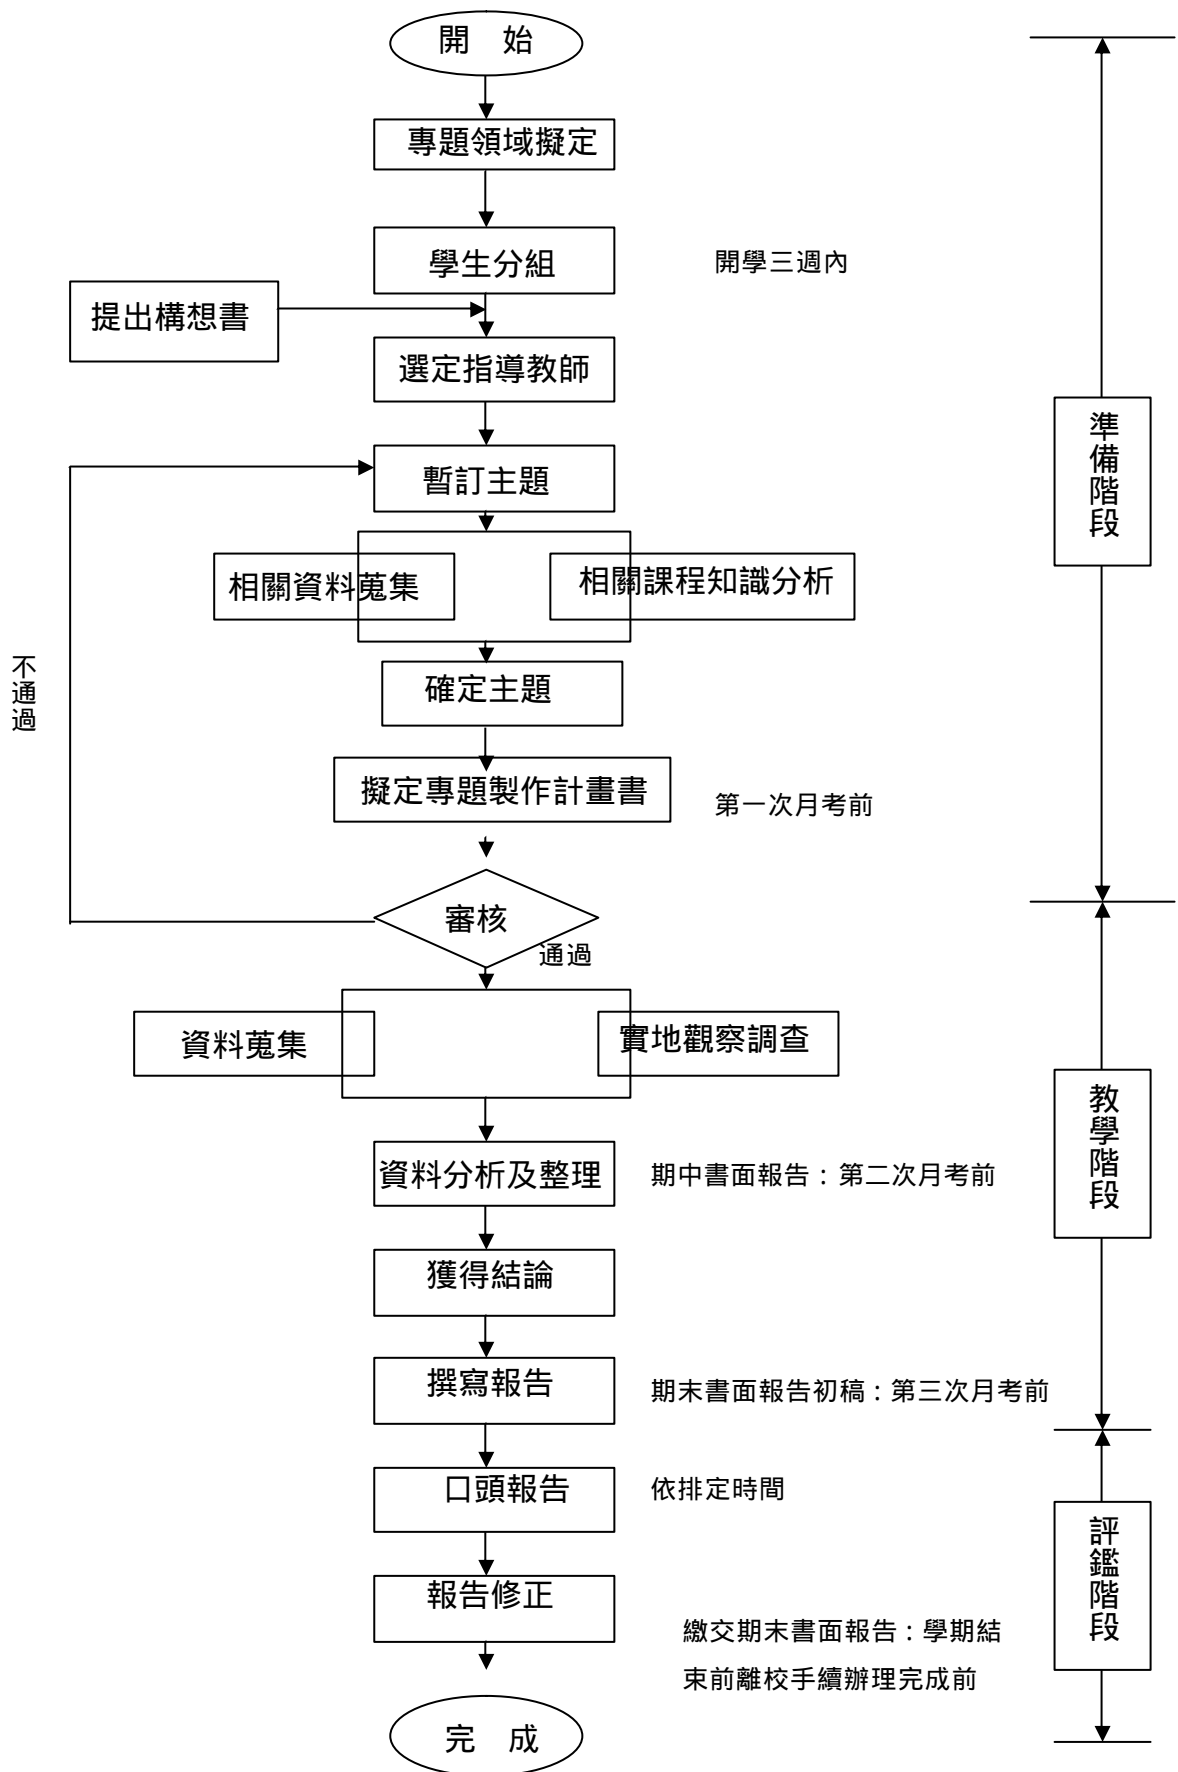 開 始
專題領域擬定
學生分組
開學三週內
提出構想書
選定指導教師
準備階段
暫訂主題
相關資料蒐集
相關課程知識分析
不通過
確定主題
擬定專題製作計畫書
第一次月考前
審核
通過
資料蒐集
實地觀察調查
教學階段
資料分析及整理
期中書面報告：第二次月考前
獲得結論
撰寫報告
期末書面報告初稿：第三次月考前
口頭報告
依排定時間
評鑑階段
報告修正
繳交期末書面報告：學期結
束前離校手續辦理完成前
完 成